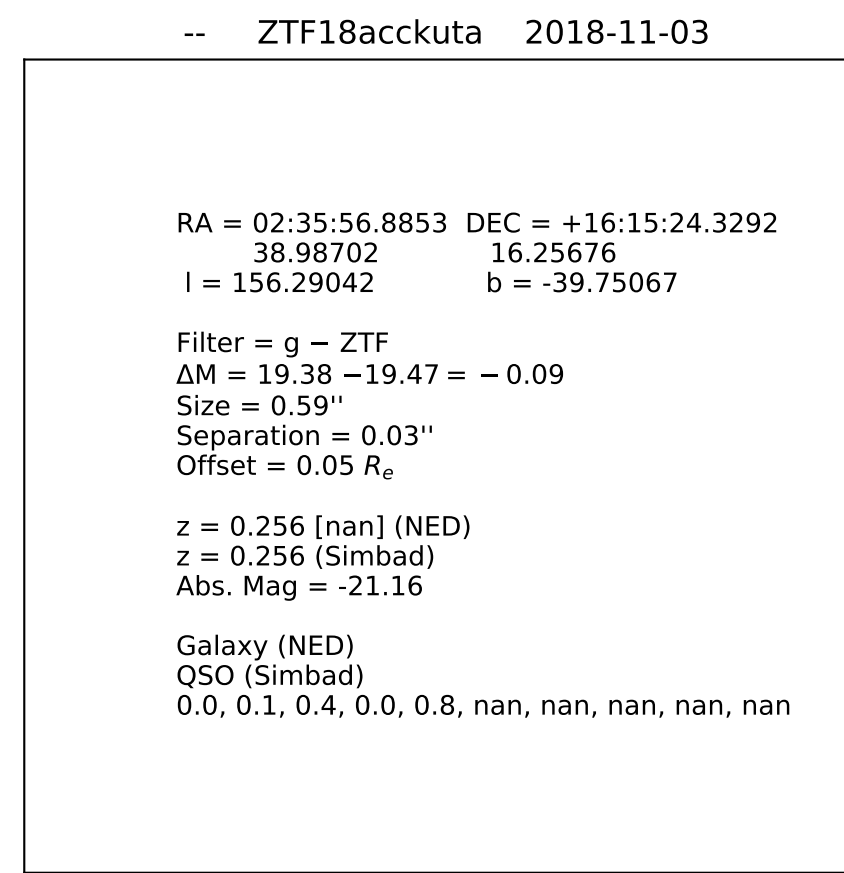 --  ZTF18acckuta  2018-11-03
RA = 02:35:56.8853  DEC = +16:15:24.3292
38.98702  16.25676
l = 156.29042  b = -39.75067
Filter = g − ZTF
ΔM = 19.38 −19.47 = − 0.09
Size = 0.59''
Separation = 0.03''
Offset = 0.05 Re
z = 0.256 [nan] (NED)
z = 0.256 (Simbad)
Abs. Mag = -21.16
Galaxy (NED)
QSO (Simbad)
0.0, 0.1, 0.4, 0.0, 0.8, nan, nan, nan, nan, nan